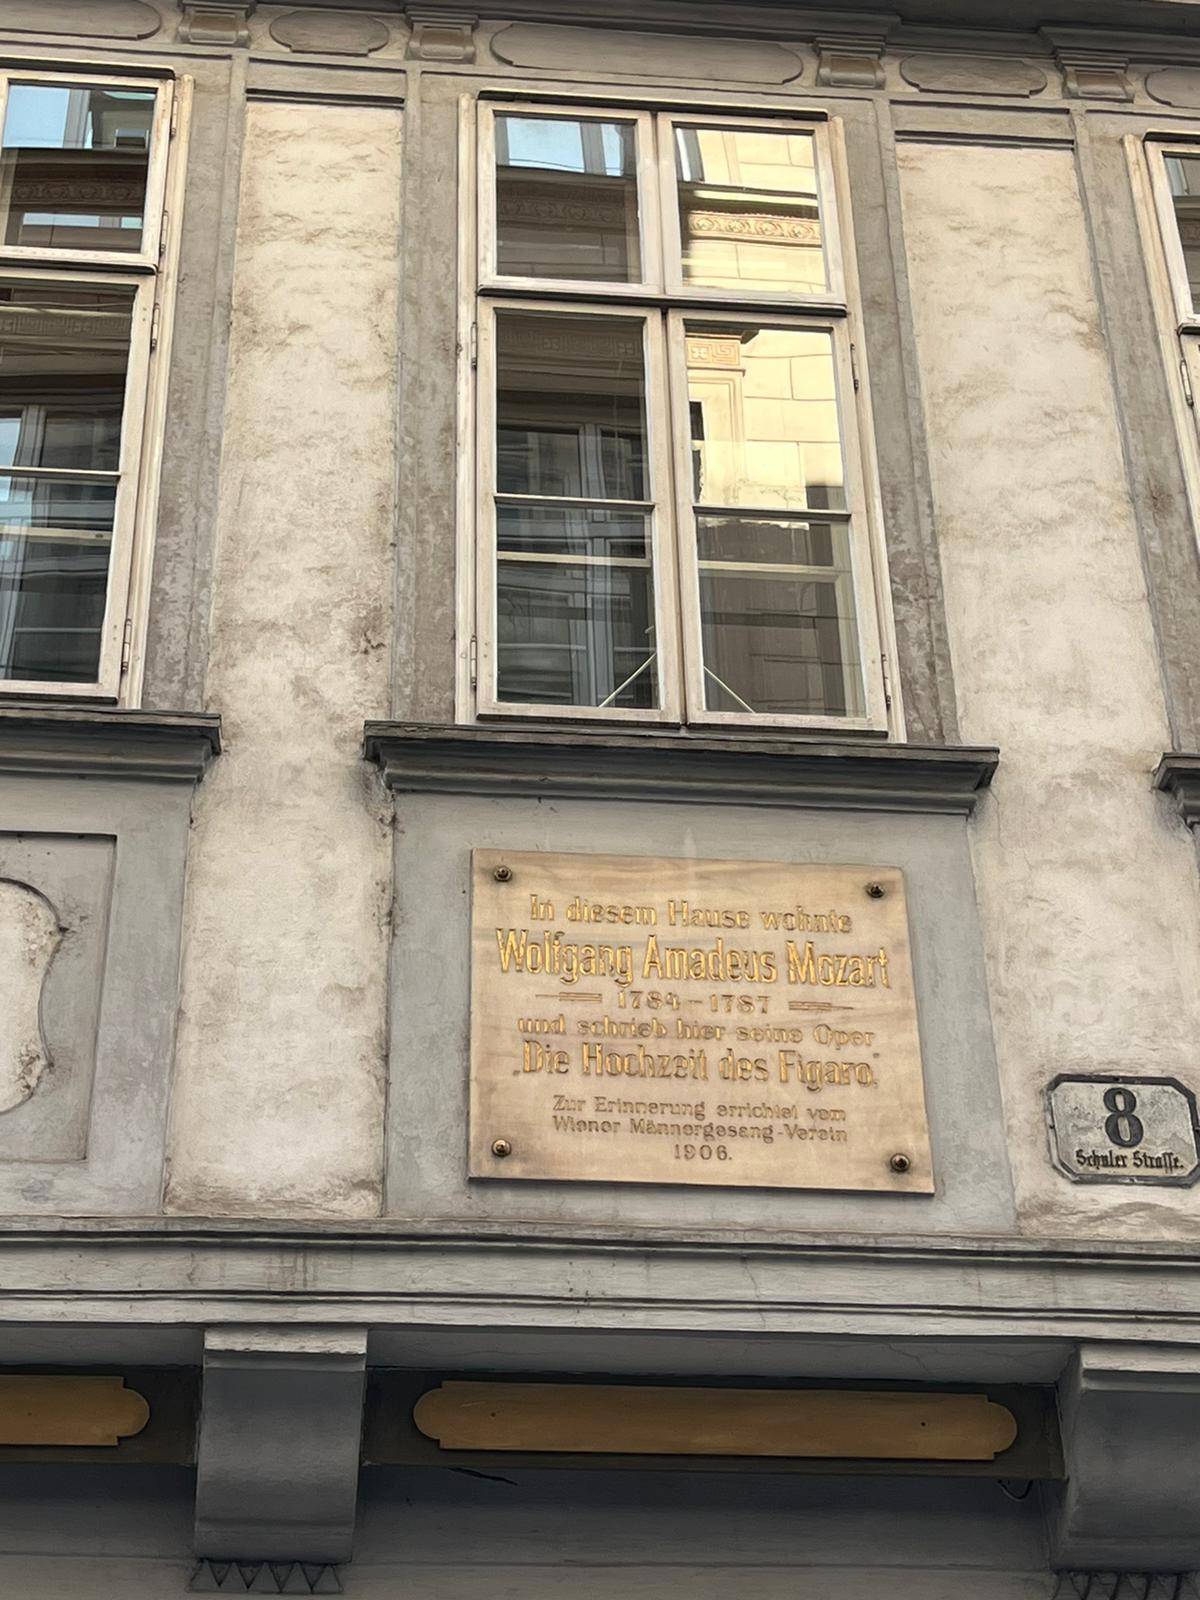 In diesem Hause wohnte
Wolfgang Amadeus Mozart
1784-1787
und schrieb hier seine Oper
„Die Hochzeit des Figaro."
Zur Erinnerung errichtet vom
Wiener Männergesang-Verein
1906.
8
Schuler Strasse.